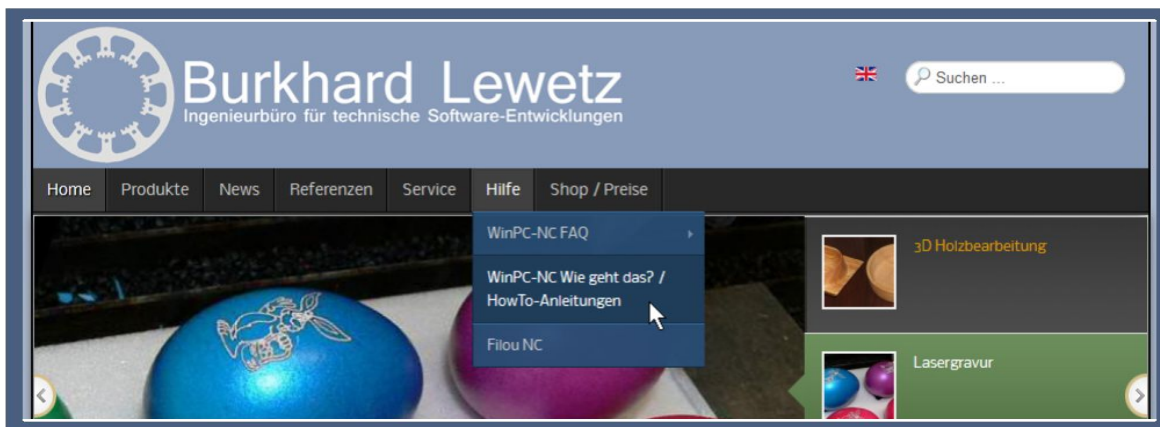 Burkhard Lewetz
Ingenieurbüro für technische Software-Entwicklungen
Suchen ...
Home Produkte News Referenzen Service Hilfe Shop / Preise
WinPC-NC FAQ
WinPC-NC Wie geht das? /
HowTo-Anleitungen
Filou NC
3D Holzbearbeitung
Lasergravur